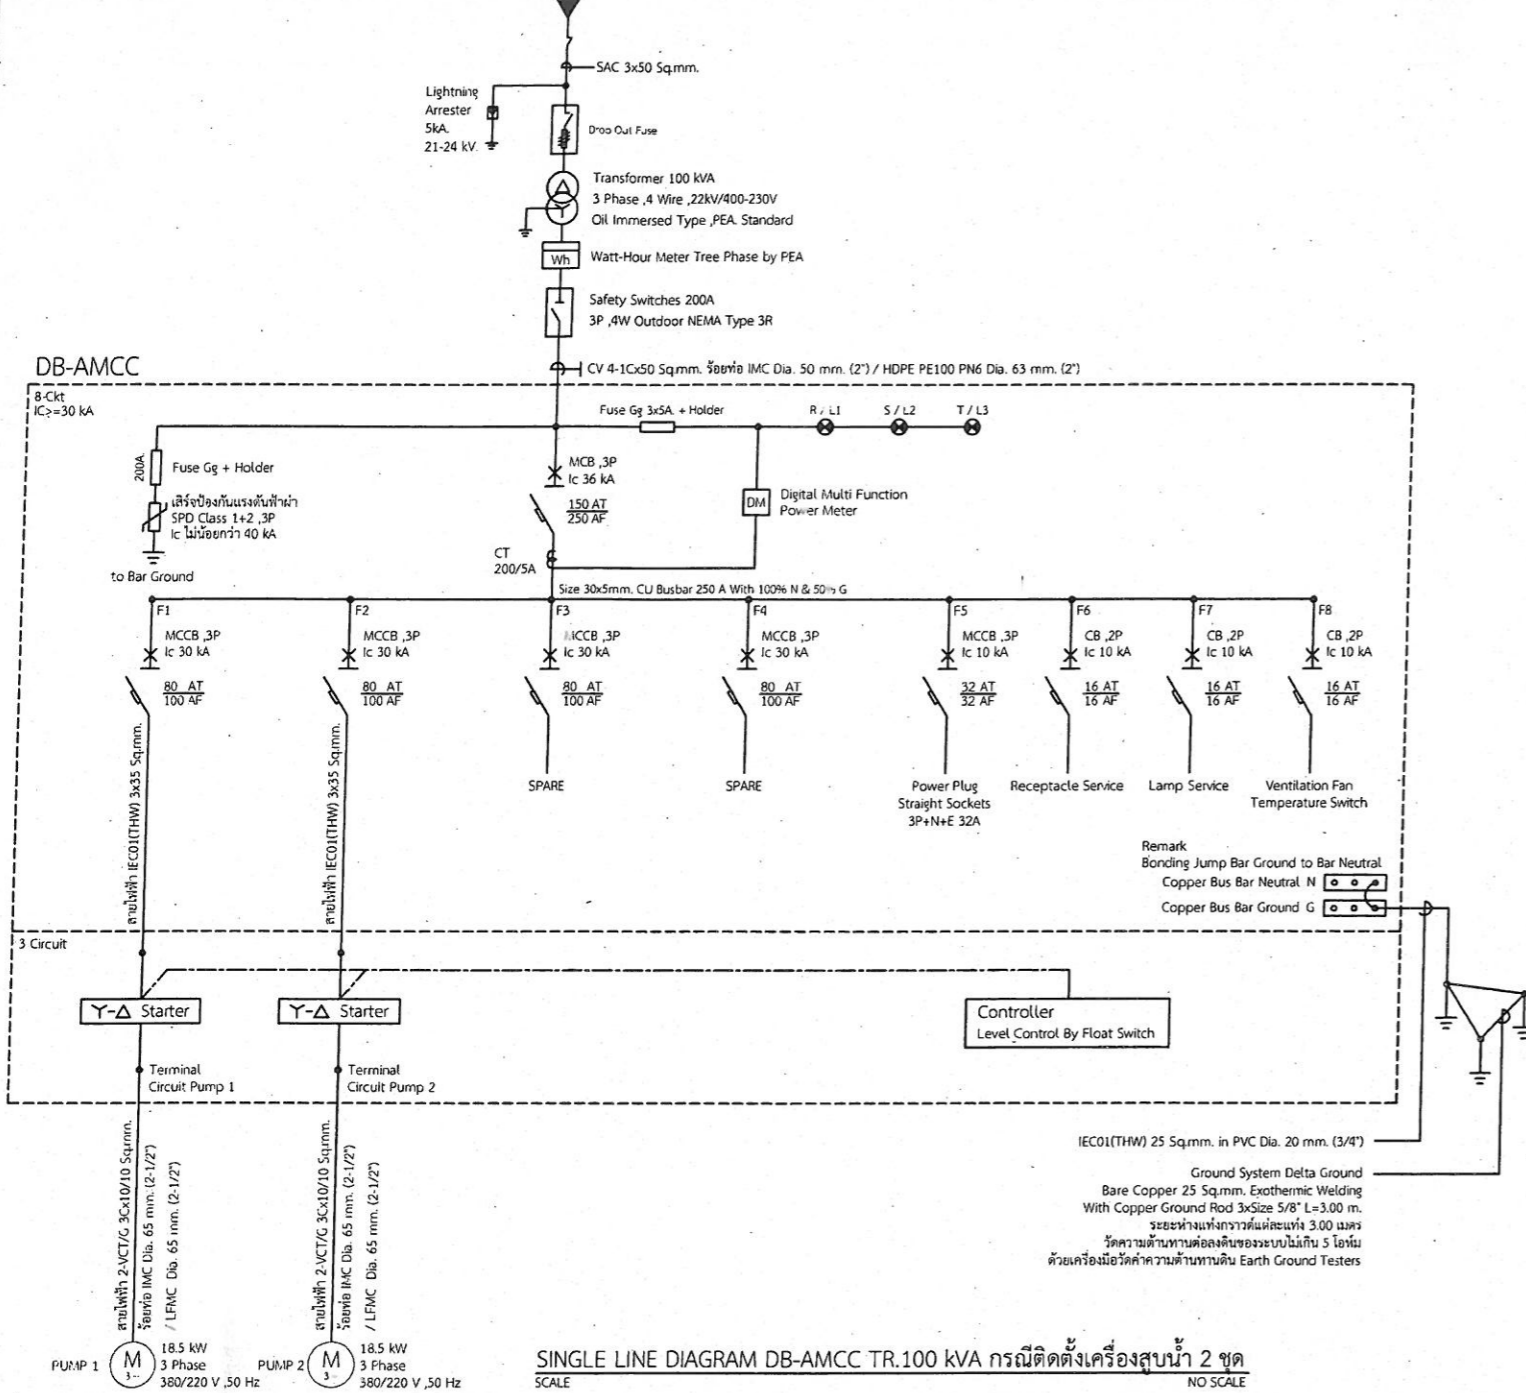 SAC 3x50 Sq.mm.
Lightning
Arrester
5kA.
21-24 kV.
Drop Out Fuse
Transformer 100 kVA
3 Phase ,4 Wire ,22kV/400-230V
Oil Immersed Type ,PEA. Standard
Wh
Watt-Hour Meter Tree Phase by PEA
Safety Switches 200A
3P ,4W Outdoor NEMA Type 3R
DB-AMCC
CV 4-1Cx50 Sq.mm. ร้อยท่อ IMC Dia. 50 mm. (2") / HDPE PE100 PN6 Dia. 63 mm. (2")
8-Ckt
IC>=30 kA
Fuse Gg 3x5A. + Holder
R / L1
S / L2
T / L3
200A.
Fuse Gg + Holder
เสิร์จป้องกันแรงดันฟ้าผ่า
SPD Class 1+2 ,3P
Ic ไม่น้อยกว่า 40 kA
to Bar Ground
MCB ,3P
Ic 36 kA
150 AT
250 AF
DM
Digital Multi Function
Power Meter
CT
200/5A
Size 30x5mm. CU Busbar 250 A With 100% N & 50% G
F1
MCCB ,3P
Ic 30 kA
80 AT
100 AF
F2
MCCB ,3P
Ic 30 kA
80 AT
100 AF
F3
MCCB ,3P
Ic 30 kA
80 AT
100 AF
SPARE
F4
MCCB ,3P
Ic 30 kA
80 AT
100 AF
SPARE
F5
MCCB ,3P
Ic 10 kA
32 AT
32 AF
Power Plug
Straight Sockets
3P+N+E 32A
F6
CB ,2P
Ic 10 kA
16 AT
16 AF
Receptacle Service
F7
CB ,2P
Ic 10 kA
16 AT
16 AF
Lamp Service
F8
CB ,2P
Ic 10 kA
16 AT
16 AF
Ventilation Fan
Temperature Switch
สายไฟฟ้า IEC01(THW) 3x35 Sq.mm.
สายไฟฟ้า IEC01(THW) 3x35 Sq.mm.
Remark
Bonding Jump Bar Ground to Bar Neutral
Copper Bus Bar Neutral N
Copper Bus Bar Ground G
3 Circuit
Y-Δ Starter
Y-Δ Starter
Controller
Level Control By Float Switch
Terminal
Circuit Pump 1
Terminal
Circuit Pump 2
สายไฟฟ้า 2-VCT/G 3Cx10/10 Sq.mm.
ร้อยท่อ IMC Dia. 65 mm. (2-1/2")
/ LFMC Dia. 65 mm. (2-1/2")
สายไฟฟ้า 2-VCT/G 3Cx10/10 Sq.mm.
ร้อยท่อ IMC Dia. 65 mm. (2-1/2")
/ LFMC Dia. 65 mm. (2-1/2")
IEC01(THW) 25 Sq.mm. in PVC Dia. 20 mm. (3/4")
Ground System Delta Ground
Bare Copper 25 Sq.mm. Exothermic Welding
With Copper Ground Rod 3xSize 5/8" L=3.00 m.
ระยะห่างแท่งกราวด์แต่ละแท่ง 3.00 เมตร
วัดความต้านทานต่อลงดินของระบบไม่เกิน 5 โอห์ม
ด้วยเครื่องมือวัดค่าความต้านทานดิน Earth Ground Testers
PUMP 1
M
3~
18.5 kW
3 Phase
380/220 V ,50 Hz
PUMP 2
M
3~
18.5 kW
3 Phase
380/220 V ,50 Hz
SINGLE LINE DIAGRAM DB-AMCC TR.100 kVA กรณีติดตั้งเครื่องสูบน้ำ 2 ชุด
SCALE
NO SCALE